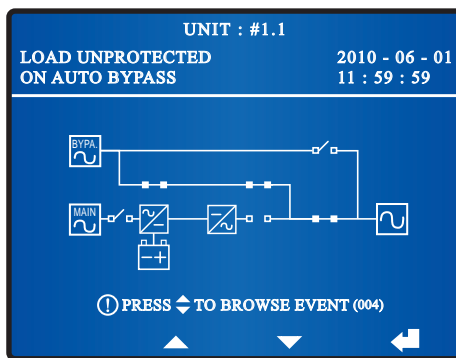 UNIT : #1.1
LOAD UNPROTECTED
ON AUTO BYPASS
2010 - 06 - 01
11 : 59 : 59
BYPA.
MAIN
PRESS TO BROWSE EVENT (004)